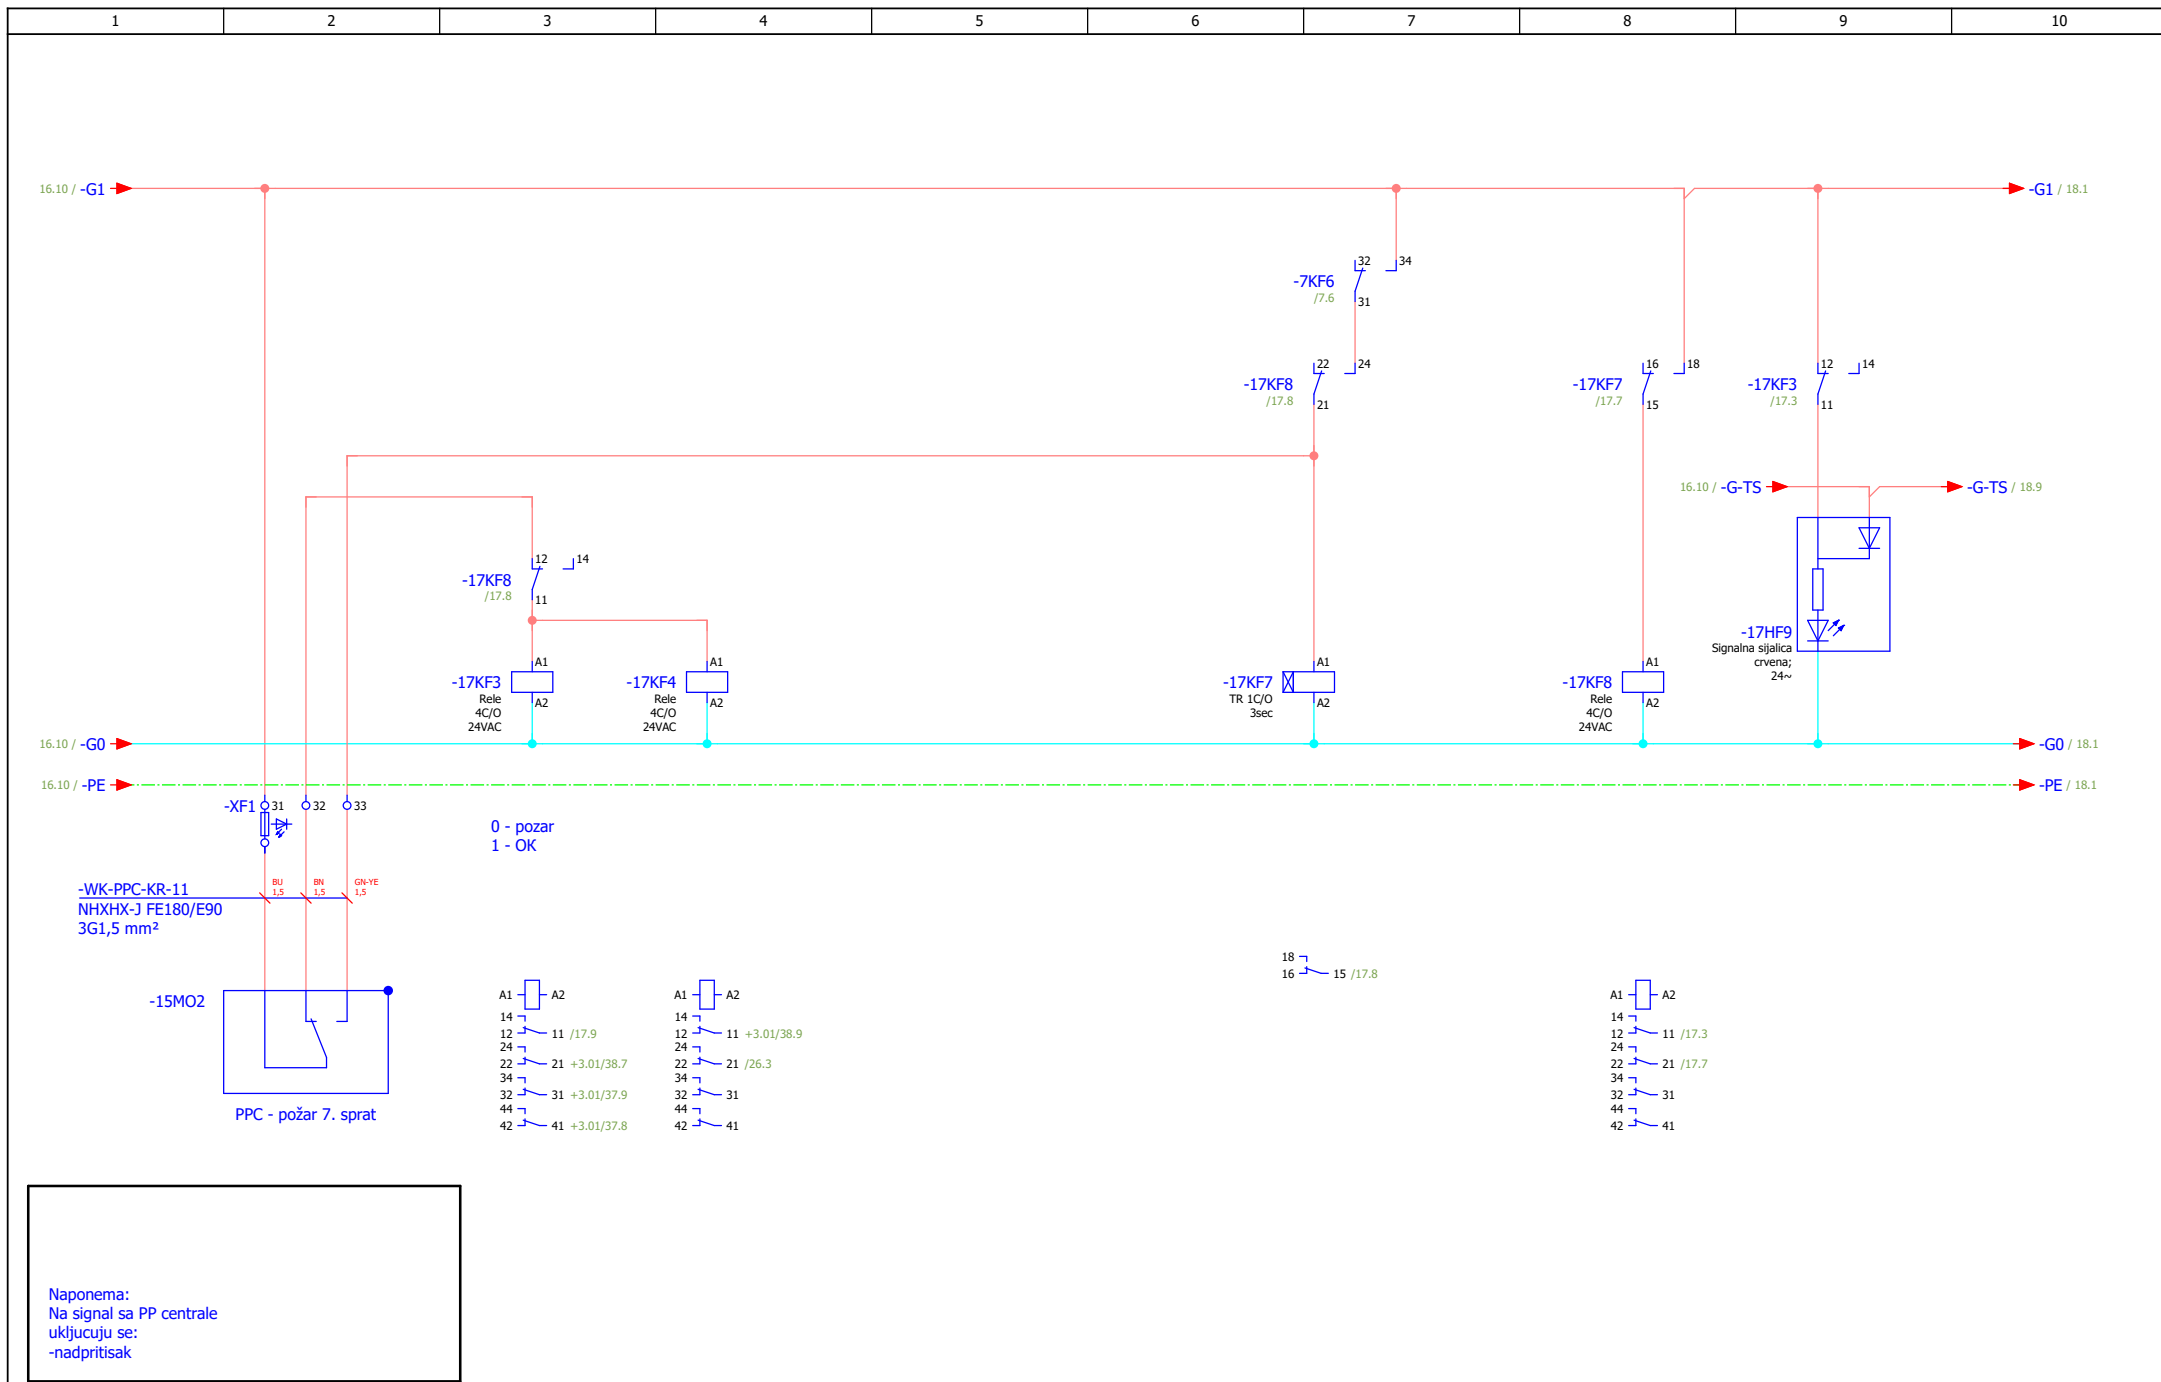 1 2 3 4 5 6 7 8 9 10
16.10 / -G1
-G1 / 18.1
32 34
-7KF6
/7.6
31
22 24
-17KF8
/17.8
21
16 18
-17KF7
/17.7
15
12 14
-17KF3
/17.3
11
16.10 / -G-TS
-G-TS / 18.9
12 14
-17KF8
/17.8
11
A1
-17KF3
Rele
4C/O
24VAC
A2
A1
-17KF4
Rele
4C/O
24VAC
A2
A1
-17KF7
TR 1C/O
3sec
A2
A1
-17KF8
Rele
4C/O
24VAC
A2
-17HF9
Signalna sijalica
crvena;
24~
16.10 / -G0
-G0 / 18.1
16.10 / -PE
-PE / 18.1
-XF1 31 32 33
0 - pozar
1 - OK
BU
1,5
BN
1,5
GN-YE
1,5
-WK-PPC-KR-11
NHXHX-J FE180/E90
3G1,5 mm²
-15MO2
PPC - požar 7. sprat
A1 A2
14
12 11 /17.9
24
22 21 +3.01/38.7
34
32 31 +3.01/37.9
44
42 41 +3.01/37.8
A1 A2
14
12 11 +3.01/38.9
24
22 21 /26.3
34
32 31
44
42 41
18
16 15 /17.8
A1 A2
14
12 11 /17.3
24
22 21 /17.7
34
32 31
44
42 41
Naponema:
Na signal sa PP centrale
ukljucuju se:
-nadpritisak